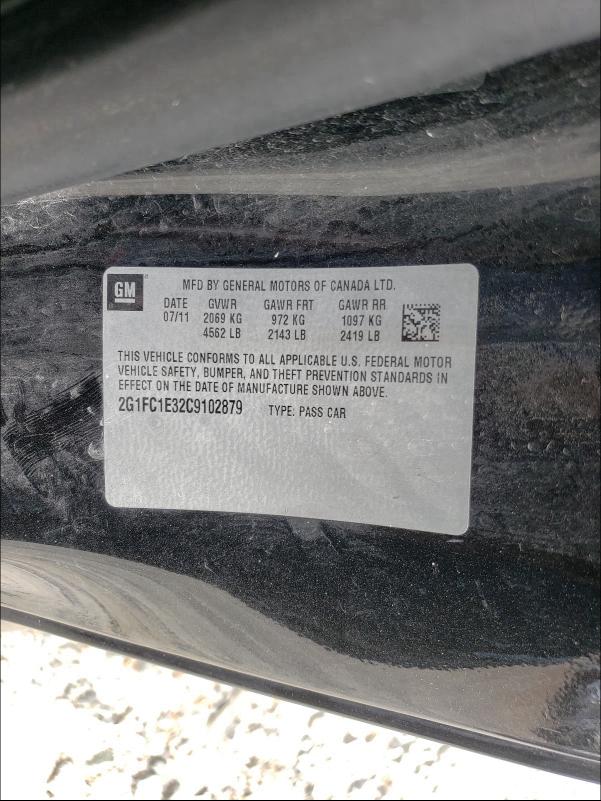 GM
MFD BY GENERAL MOTORS OF CANADA LTD.
DATE GVWR GAWR FRT GAWR RR
07/11 2069 KG 972 KG 1097 KG
4562 LB 2143 LB 2419 LB
THIS VEHICLE CONFORMS TO ALL APPLICABLE U.S. FEDERAL MOTOR
VEHICLE SAFETY, BUMPER, AND THEFT PREVENTION STANDARDS IN
EFFECT ON THE DATE OF MANUFACTURE SHOWN ABOVE.
2G1FC1E32C9102879 TYPE: PASS CAR